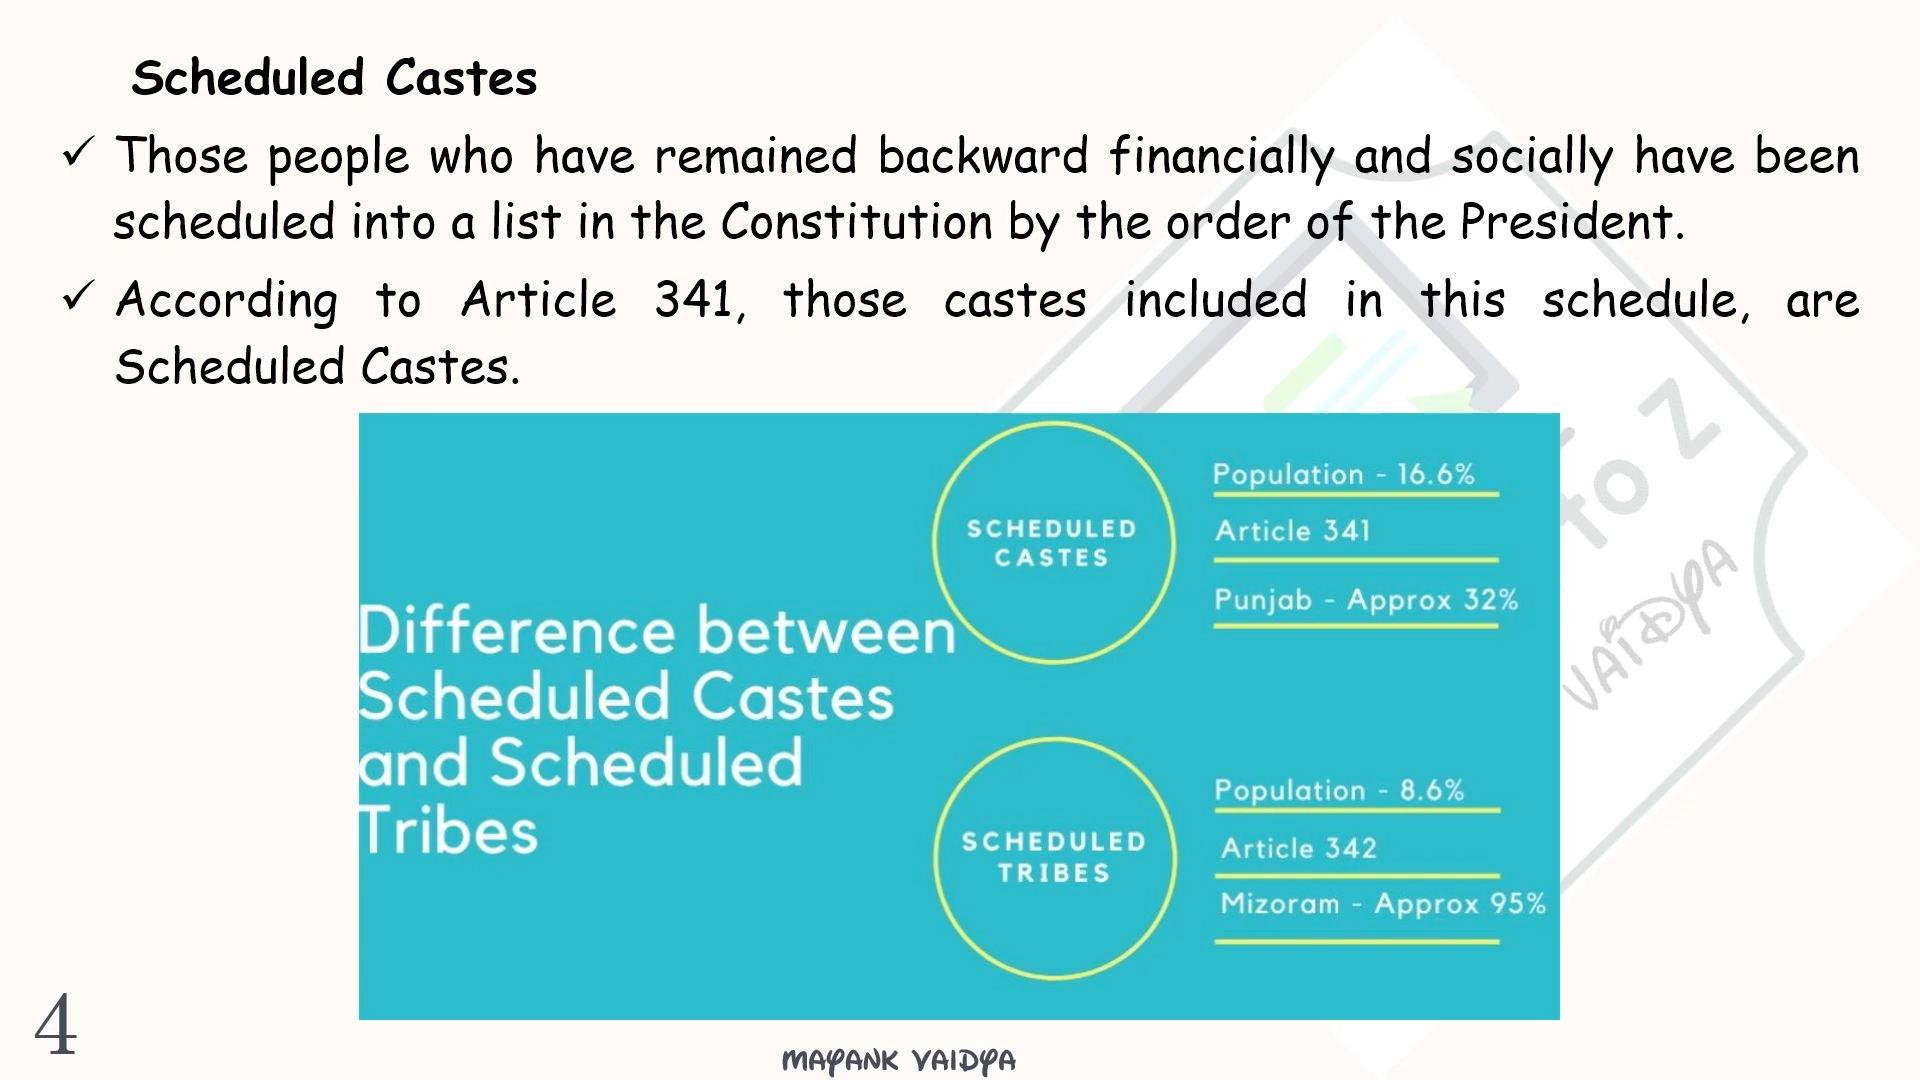 Scheduled Castes
✓ Those people who have remained backward financially and socially have been
scheduled into a list in the Constitution by the order of the President.
✓ According to Article 341, those castes included in this schedule, are
Scheduled Castes.
Difference between
Scheduled Castes
and Scheduled
Tribes
SCHEDULED
CASTES
Population - 16.6%
Article 341
Punjab - Approx 32%
SCHEDULED
TRIBES
Population - 8.6%
Article 342
Mizoram - Approx 95%
to Z
VAIDYA
4
MAYANK VAIDYA